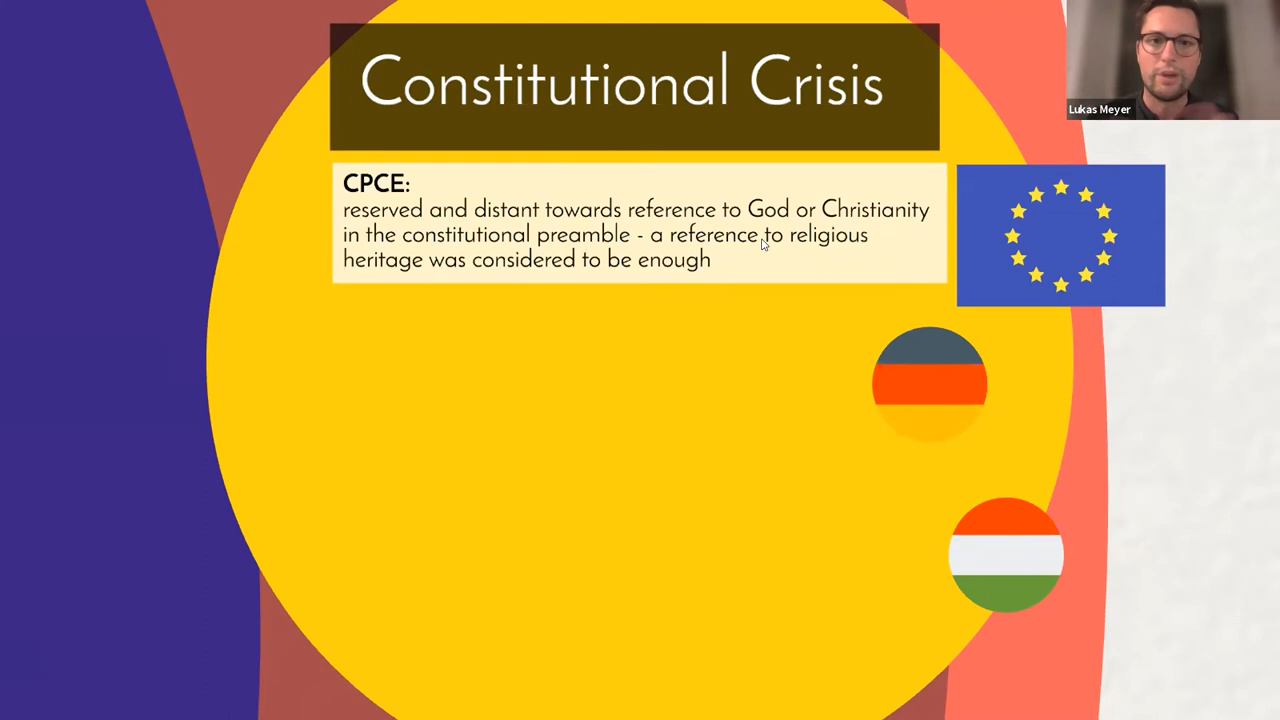 Constitutional Crisis
Lukas Meyer
CPCE:
reserved and distant towards reference to God or Christianity
in the constitutional preamble - a reference to religious
heritage was considered to be enough